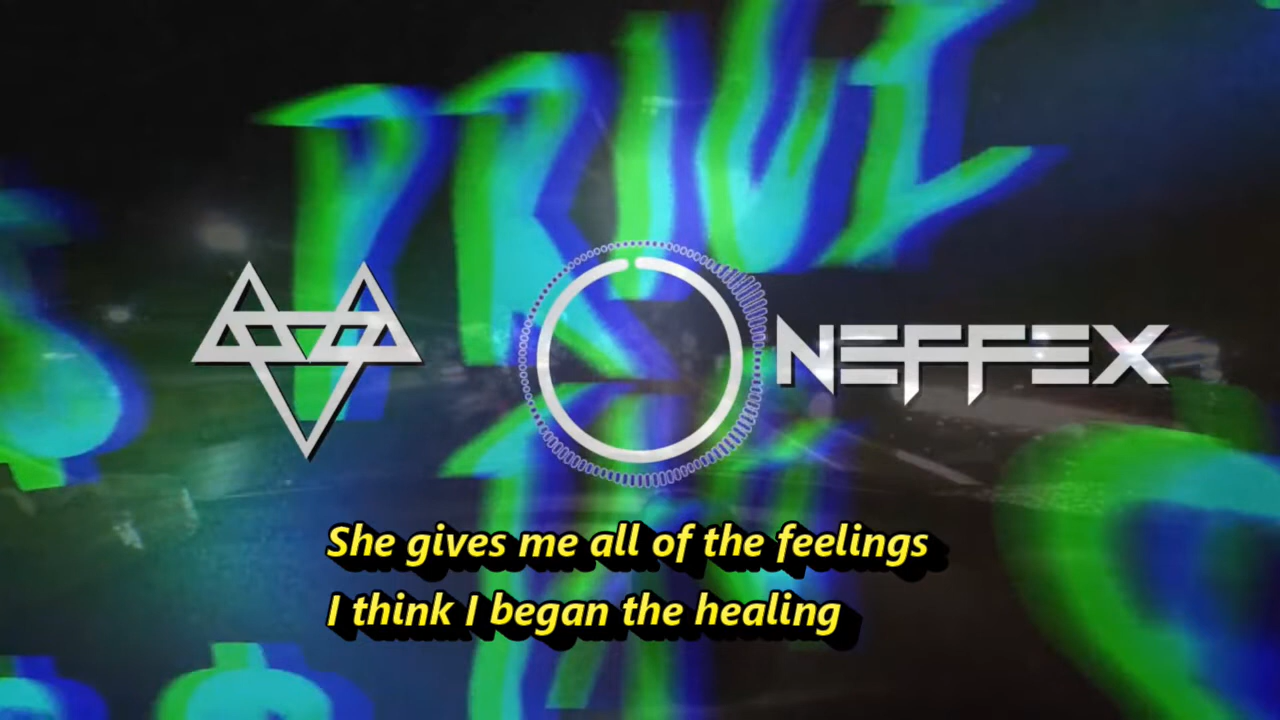 NEFFEX
She gives me all of the feelings
I think I began the healing